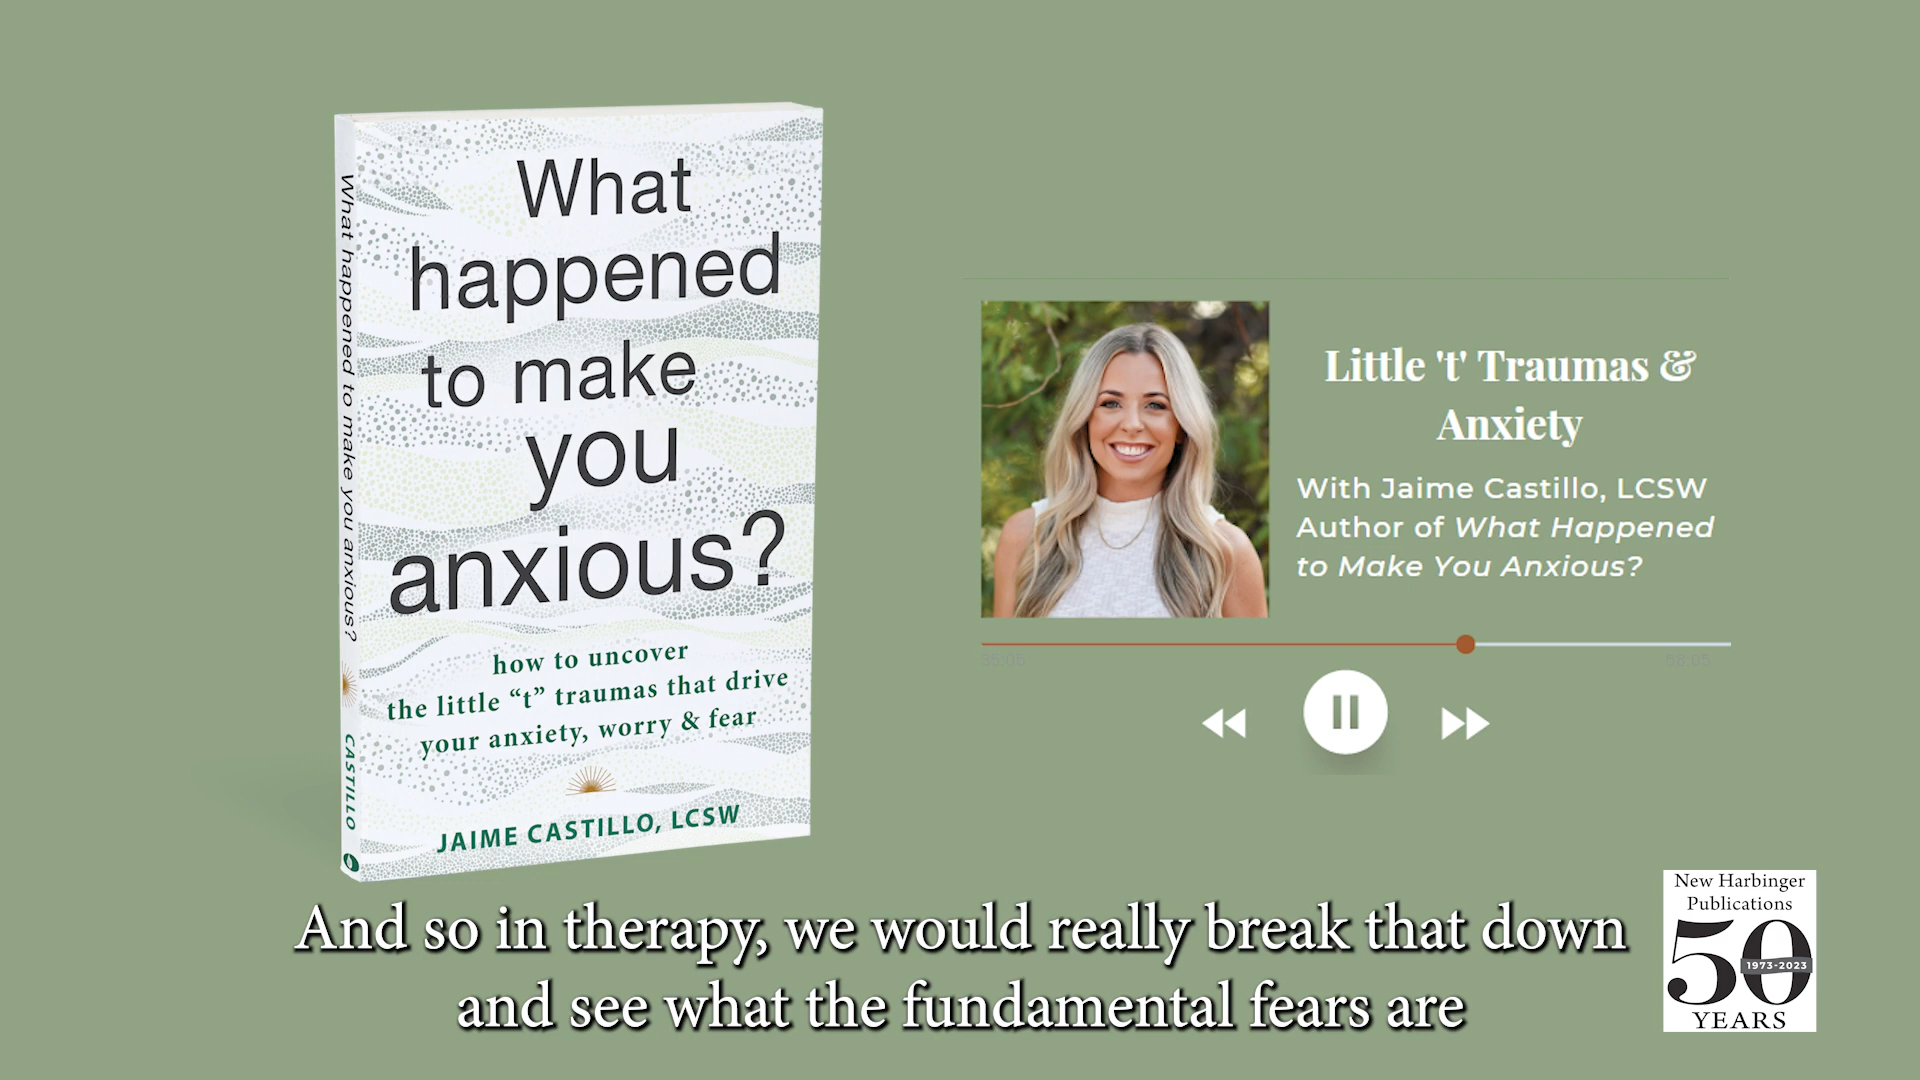 What
happened
to make
you
anxious?
how to uncover
the little “t” traumas that drive
your anxiety, worry & fear
JAIME CASTILLO, LCSW
What happened to make you anxious?
CASTILLO
Little 't' Traumas &
Anxiety
With Jaime Castillo, LCSW
Author of What Happened
to Make You Anxious?
And so in therapy, we would really break that down
and see what the fundamental fears are
New Harbinger
Publications
50
1973-2023
YEARS